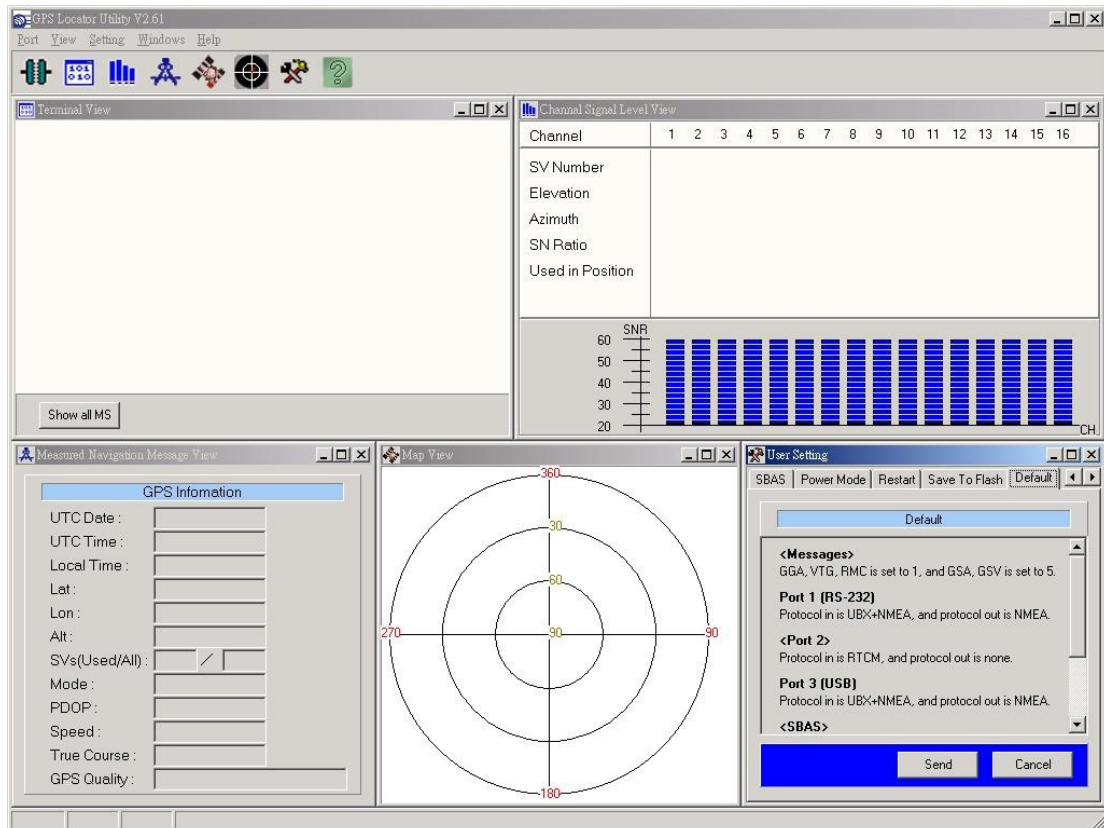 GPS Locator Utility V2.61
Port View Setting Windows Help
101
010
Terminal View
Show all MS
Channal Signal Level View
Channel 1 2 3 4 5 6 7 8 9 10 11 12 13 14 15 16
SV Number
Elevation
Azimuth
SN Ratio
Used in Position
SNR
60
50
40
30
20
CH.
Measured Navigation Message View
GPS Infomation
UTC Date :
UTC Time :
Local Time :
Lat :
Lon :
Alt :
SVs(Used/All) : /
Mode :
PDOP :
Speed :
True Course :
GPS Quality :
Map View
360
30
60
270 90 90
180
User Setting
SBAS Power Mode Restart Save To Flash Default
Default
<Messages>
GGA, VTG, RMC is set to 1, and GSA, GSV is set to 5.
Port 1 (RS-232)
Protocol in is UBX+NMEA, and protocol out is NMEA.
<Port 2>
Protocol in is RTCM, and protocol out is none.
Port 3 (USB)
Protocol in is UBX+NMEA, and protocol out is NMEA.
<SBAS>
Send Cancel